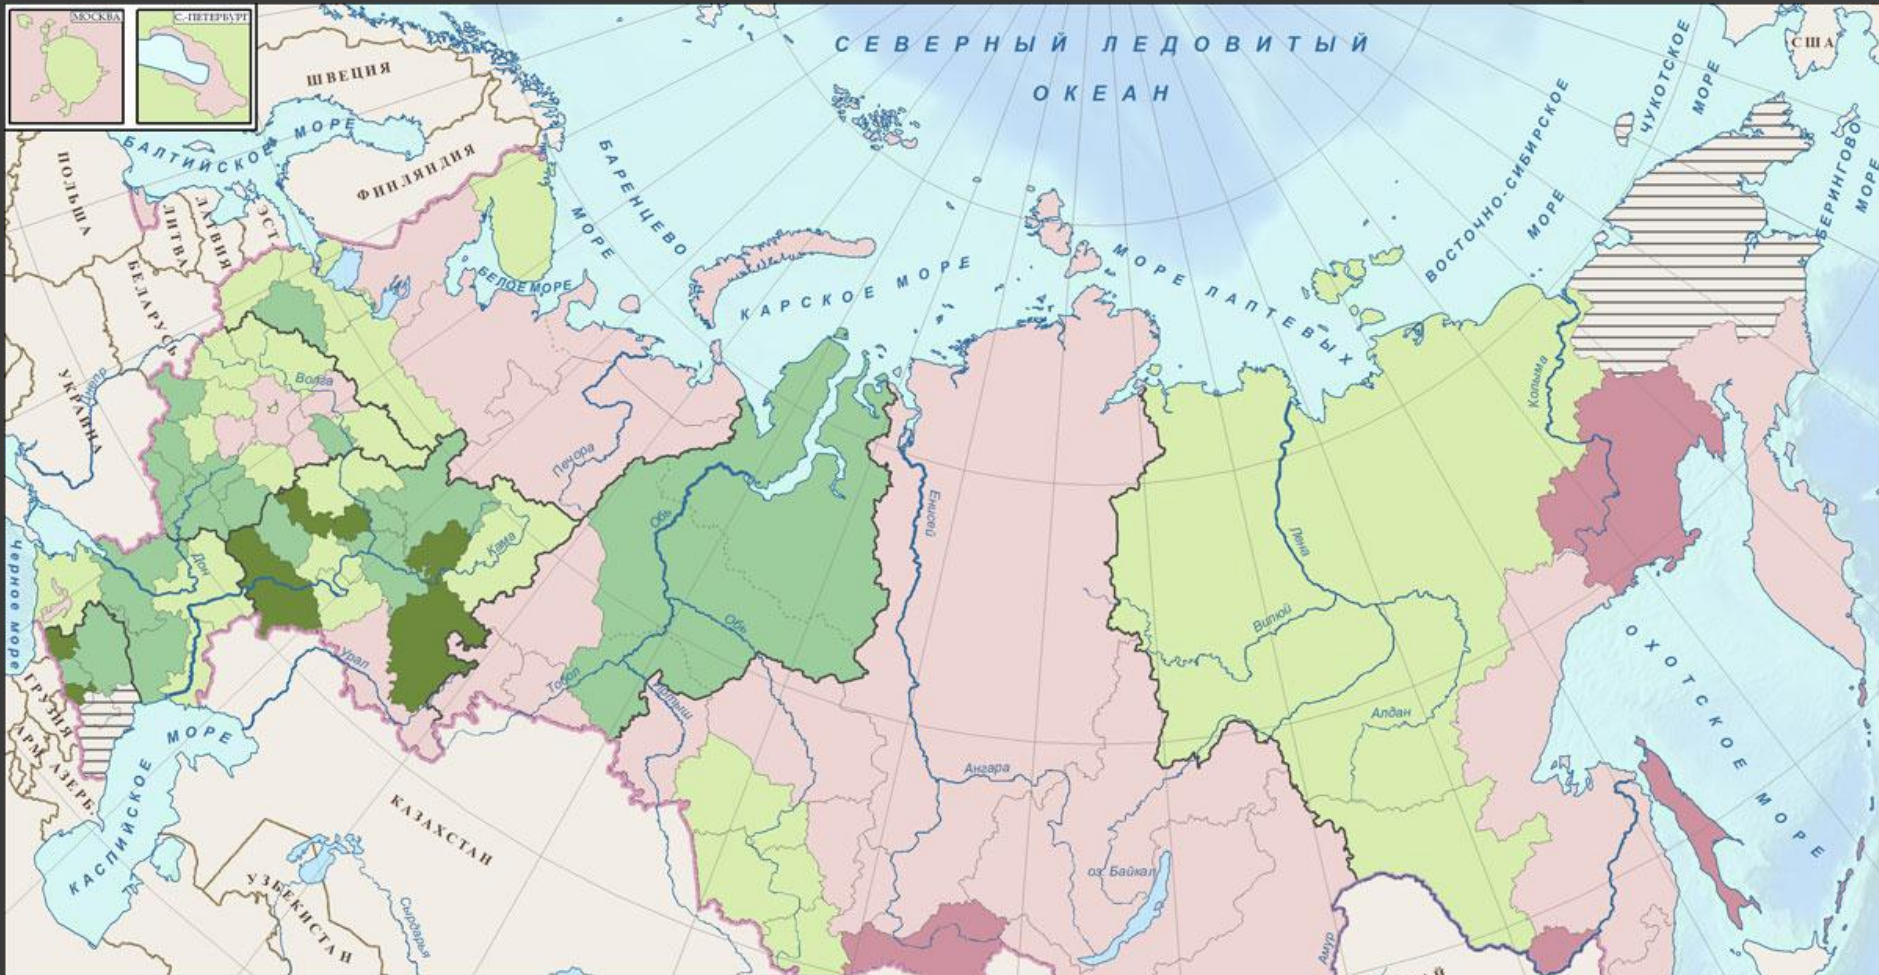 МОСКВА
С.-ПЕТЕРБУРГ
СЕВЕРНЫЙ ЛЕДОВИТЫЙ
ОКЕАН
США
ЧУКОТСКОЕ
МОРЕ
БЕРИНГОВО
МОРЕ
ВОСТОЧНО-СИБИРСКОЕ
МОРЕ
ШВЕЦИЯ
БАЛТИЙСКОЕ МОРЕ
ФИНЛЯНДИЯ
ПОЛЬША
ЛИТВА
ЛАТВИЯ
ЭСТ
БЕЛАРУСЬ
УКРАИНА
Днепр
БАРЕНЦЕВО
МОРЕ
БЕЛОЕ МОРЕ
КАРСКОЕ МОРЕ
МОРЕ ЛАПТЕВЫХ
Волга
Печора
Обь
Енисей
Лена
Колыма
Вилюй
Алдан
Кама
Дон
Черное море
Урал
Тобол
Обь
Иртыш
ОХОТСКОЕ
МОРЕ
ГРУЗИЯ
АРМ.
АЗЕРБ.
КАСПИЙСКОЕ
МОРЕ
КАЗАХСТАН
УЗБЕКИСТАН
Сырдарья
Ангара
оз. Байкал
Амур